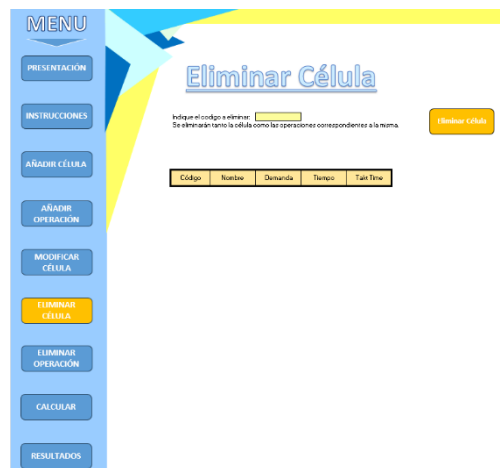 MENU
PRESENTACIÓN
INSTRUCCIONES
AÑADIR CÉLULA
AÑADIR
OPERACIÓN
MODIFICAR
CÉLULA
ELIMINAR
CÉLULA
ELIMINAR
OPERACIÓN
CALCULAR
RESULTADOS
Eliminar Célula
Indique el codigo a eliminar:
Se eliminarán tanto la célula como las operaciones correspondientes a la misma.
Eliminar Célula
Código Nombre Demanda Tiempo Takt Time